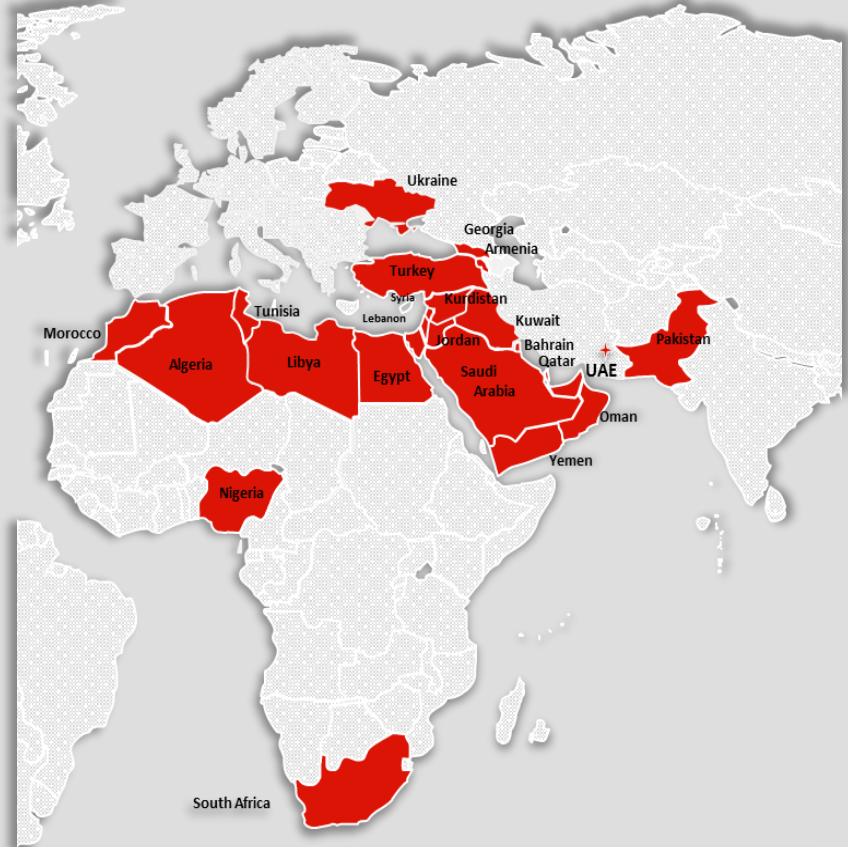 Ukraine
Georgia
Armenia
Turkey
Syria
Kurdistan
Tunisia
Lebanon
Kuwait
Morocco
Jordan
Bahrain
Pakistan
Algeria
Libya
Qatar
Egypt
Saudi
Arabia
UAE
Oman
Yemen
Nigeria
South Africa